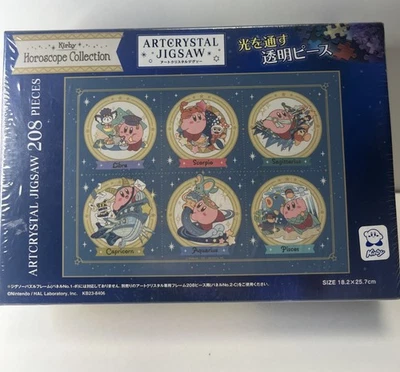 Kirby
Horoscope Collection
ARTCRYSTAL
JIGSAW
アートクリスタルジグソー
光を通す
透明ピース
ARTCRYSTAL JIGSAW 208 PIECES
Libra
Scorpio
Sagittarius
Capricorn
Aquarius
Pisces
Kirby
SIZE 18.2×25.7cm
©Nintendo / HAL Laboratory, Inc. KB23-8406